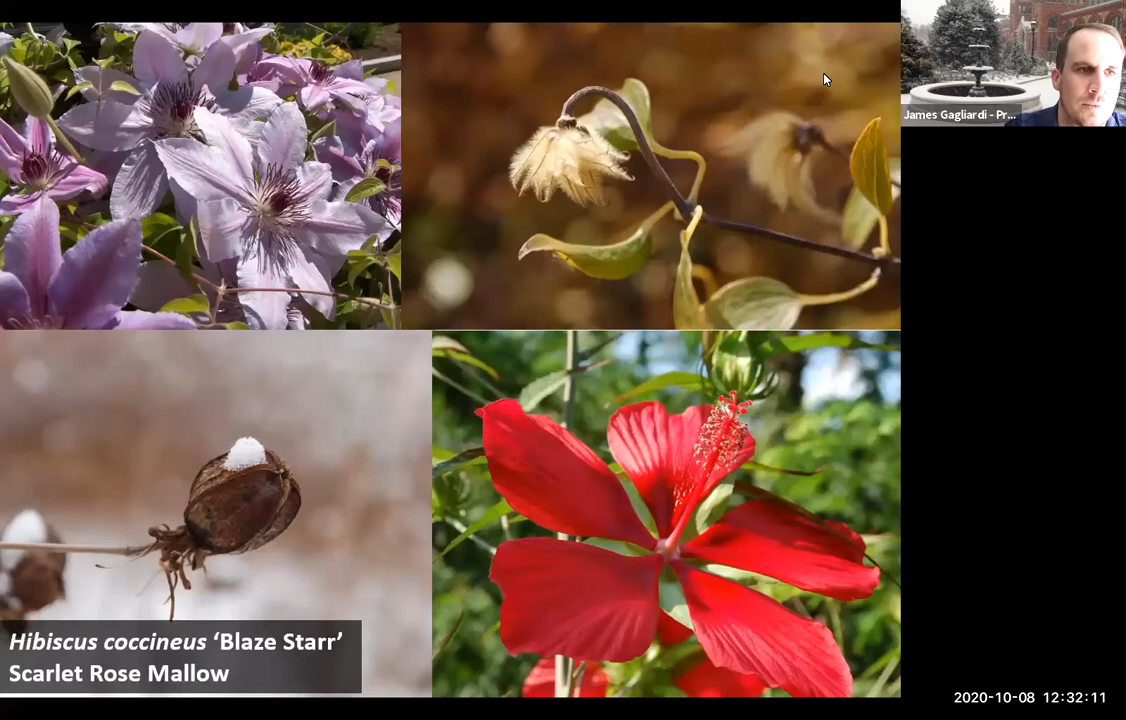 James Gagliardi - Pr...
Hibiscus coccineus ‘Blaze Starr’
Scarlet Rose Mallow
2020-10-08 12:32:11